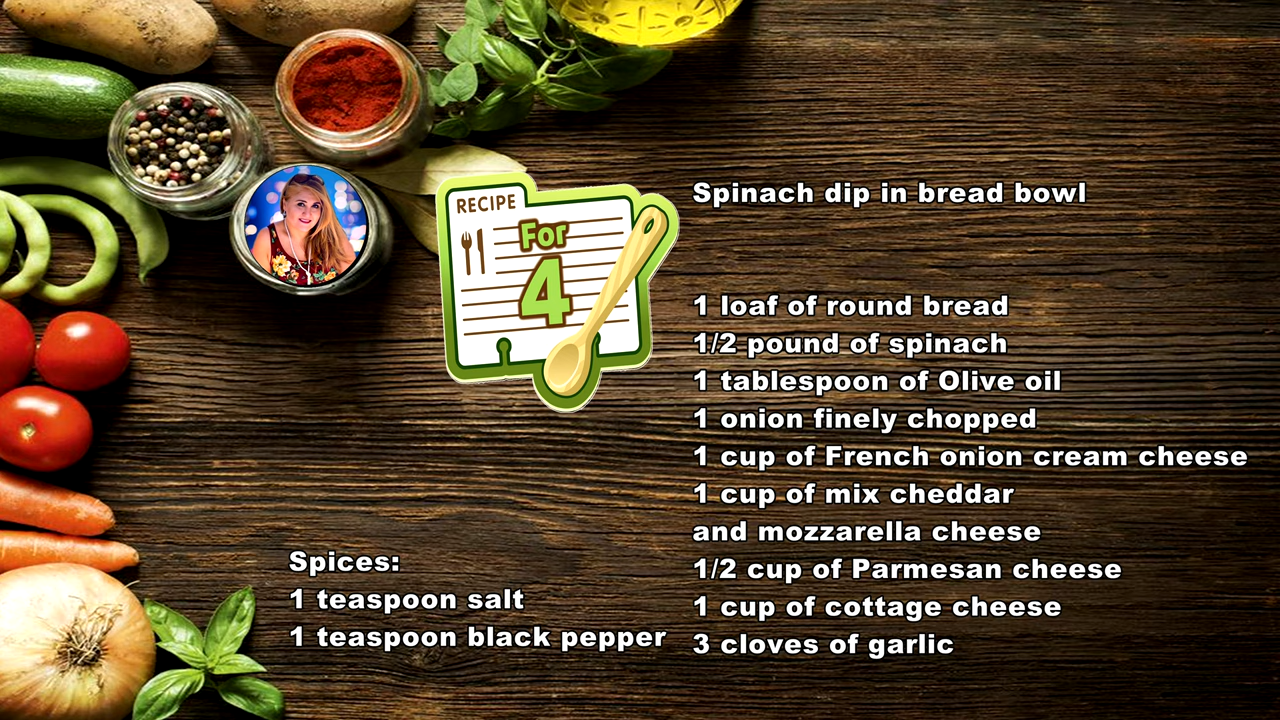 RECIPE
For
4
Spinach dip in bread bowl
1 loaf of round bread
1/2 pound of spinach
1 tablespoon of Olive oil
1 onion finely chopped
1 cup of French onion cream cheese
1 cup of mix cheddar
and mozzarella cheese
1/2 cup of Parmesan cheese
1 cup of cottage cheese
3 cloves of garlic
Spices:
1 teaspoon salt
1 teaspoon black pepper